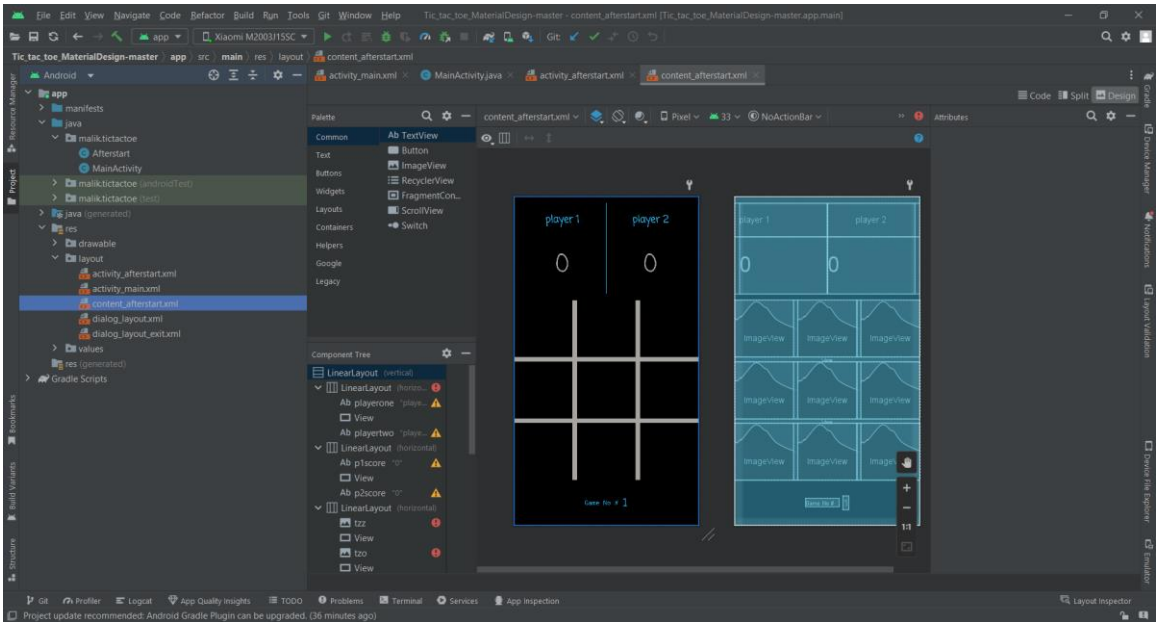 File Edit View Navigate Code Refactor Build Run Tools Git Window Help Tic_tac_toe_MaterialDesign-master - content_afterstart.xml [Tic_tac_toe_MaterialDesign-master.app.main]
app Xiaomi M2003J15SC Git:
Tic_tac_toe_MaterialDesign-master app src main res layout content_afterstart.xml
Android activity_main.xml MainActivity.java activity_afterstart.xml content_afterstart.xml
Resource Manager
Project
Bookmarks
Build Variants
Structure
app
manifests
java
malik.tictactoe
Afterstart
MainActivity
malik.tictactoe (androidTest)
malik.tictactoe (test)
java (generated)
res
drawable
layout
activity_afterstart.xml
activity_main.xml
content_afterstart.xml
dialog_layout.xml
dialog_layout_exit.xml
values
res (generated)
Gradle Scripts
Code Split Design
Palette
Common
Text
Buttons
Widgets
Layouts
Containers
Helpers
Google
Legacy
Ab TextView
Button
ImageView
RecyclerView
FragmentCon...
ScrollView
Switch
Component Tree
LinearLayout (vertical)
LinearLayout (horizo...
Ab playerone "playe...
View
Ab playertwo "playe...
LinearLayout (horizontal)
Ab p1score "0"
View
Ab p2score "0"
LinearLayout (horizontal)
tzz
View
tzo
View
content_afterstart.xml Pixel 33 NoActionBar
Attributes
player 1 player 2
0 0
Game No # 1
player 1 player 2
0 0
ImageView ImageView ImageView
ImageView ImageView ImageView
ImageView ImageView Image
Game No # 1
1:1
Gradle
Device Manager
Notifications
Layout Validation
Device File Explorer
Emulator
Git Profiler Logcat App Quality Insights TODO Problems Terminal Services App Inspection Layout Inspector
Project update recommended: Android Gradle Plugin can be upgraded. (36 minutes ago)